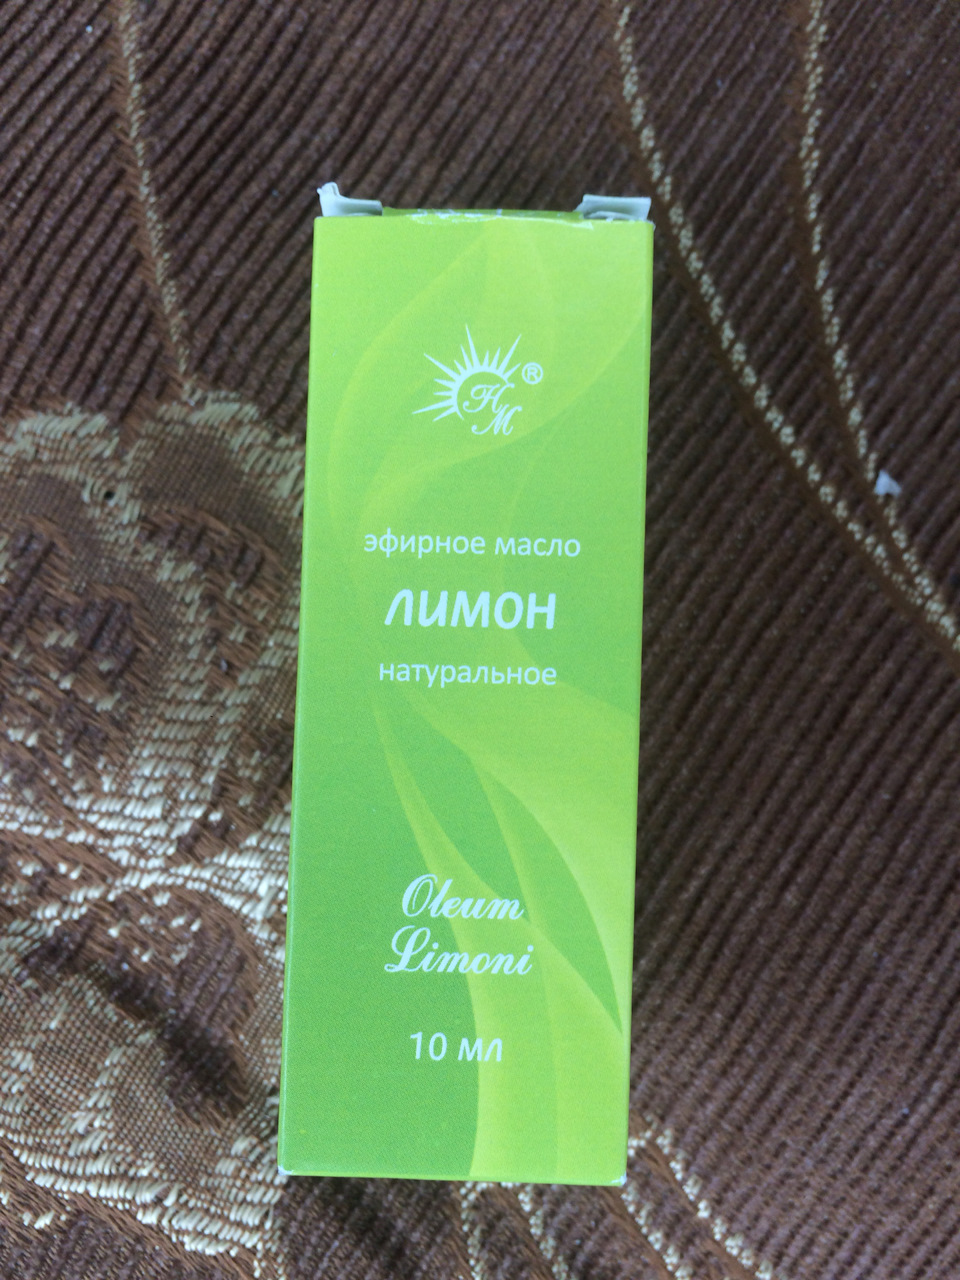 НМ®
эфирное масло
лимон
натуральное
Oleum
Limoni
10 мл